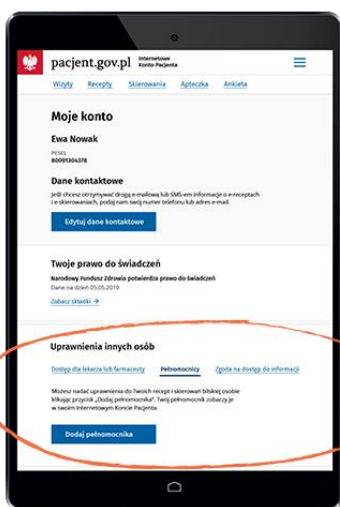 pacjent.gov.pl
Internetowe
Konto Pacjenta
Wizyty Recepty Skierowania Apteczka Ankieta
Moje konto
Ewa Nowak
PESEL
80091304378
Dane kontaktowe
Jeśli chcesz otrzymywać drogą e-mailową lub SMS-em informacje o e-receptach
i e-skierowaniach, podaj nam swój numer telefonu lub adres e-mail.
Edytuj dane kontaktowe
Twoje prawo do świadczeń
Narodowy Fundusz Zdrowia potwierdza prawo do świadczeń
Dane na dzień 05.05.2019
Zobacz składki →
Uprawnienia innych osób
Dostęp dla lekarza lub farmaceuty Pełnomocnicy Zgoda na dostęp do informacji
Możesz nadać uprawnienia do Twoich recept i skierowań bliskiej osobie
klikając przycisk „Dodaj pełnomocnika”. Twój pełnomocnik zobaczy je
w swoim Internetowym Koncie Pacjenta
Dodaj pełnomocnika